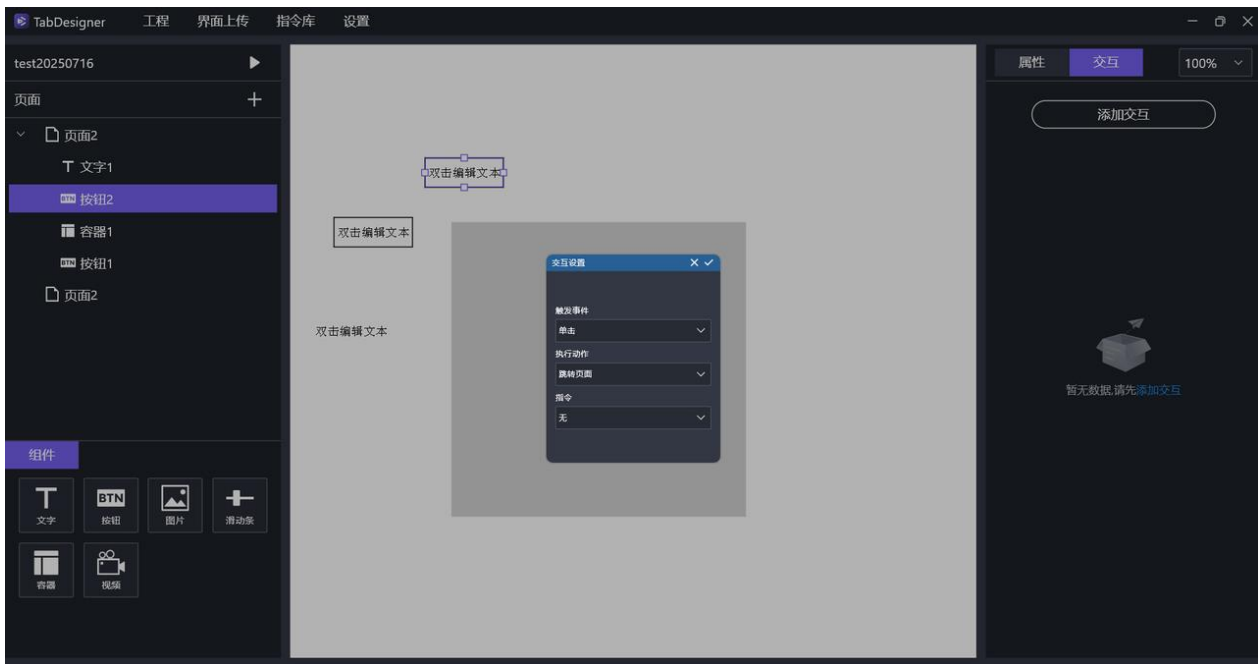 TabDesigner 工程 界面上传 指令库 设置
test20250716
页面
页面2
文字1
按钮2
容器1
按钮1
页面2
组件
文字 BTN 按钮 图片 滑动条
容器 视频
双击编辑文本
双击编辑文本
双击编辑文本
交互设置
触发事件
单击
执行动作
跳转页面
指令
无
属性 交互 100%
添加交互
暂无数据,请先添加交互